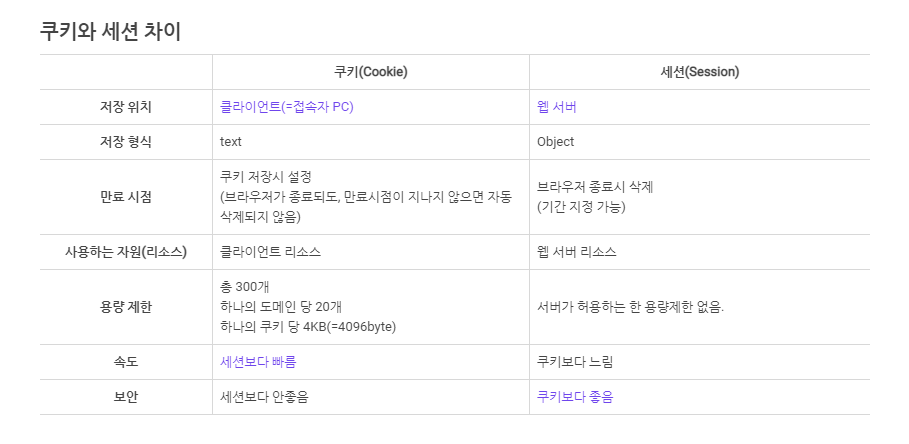 쿠키와 세션 차이
쿠키(Cookie) 세션(Session)
저장 위치 클라이언트(=접속자 PC) 웹 서버
저장 형식 text Object
만료 시점 쿠키 저장시 설정
(브라우저가 종료되도, 만료시점이 지나지 않으면 자동
삭제되지 않음) 브라우저 종료시 삭제
(기간 지정 가능)
사용하는 자원(리소스) 클라이언트 리소스 웹 서버 리소스
용량 제한 총 300개
하나의 도메인 당 20개
하나의 쿠키 당 4KB(=4096byte) 서버가 허용하는 한 용량제한 없음.
속도 세션보다 빠름 쿠키보다 느림
보안 세션보다 안좋음 쿠키보다 좋음